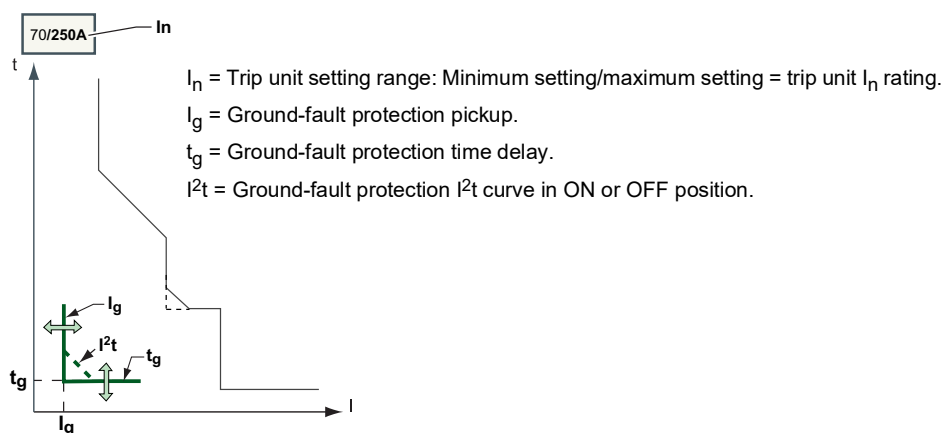 70/250A
In
t
In = Trip unit setting range: Minimum setting/maximum setting = trip unit In rating.
Ig = Ground-fault protection pickup.
tg = Ground-fault protection time delay.
I²t = Ground-fault protection I²t curve in ON or OFF position.
Ig
I²t
tg
tg
I
Ig